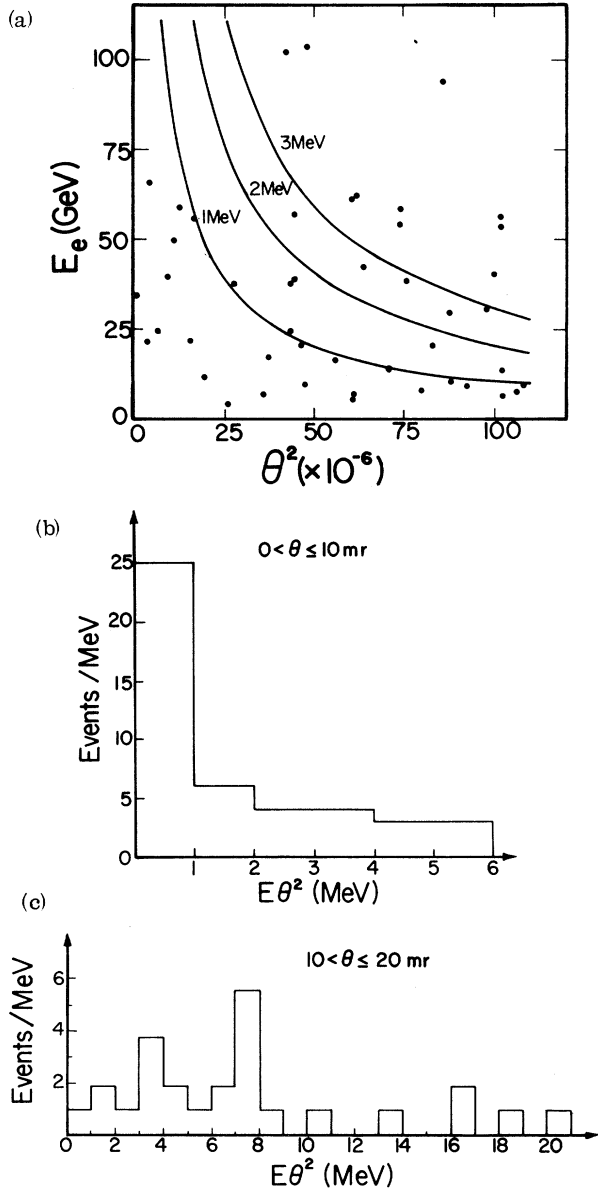 (a)
100
75
50
25
0
E_e (GeV)
3MeV
2MeV
1MeV
0 25 50 75 100
θ² (×10⁻⁶)
(b)
0 < θ ≤ 10 mr
25
20
15
10
5
0
Events / MeV
1 2 3 4 5 6
Eθ² (MeV)
(c)
10 < θ ≤ 20 mr
6
4
2
Events / MeV
0 2 4 6 8 10 12 14 16 18 20
Eθ² (MeV)